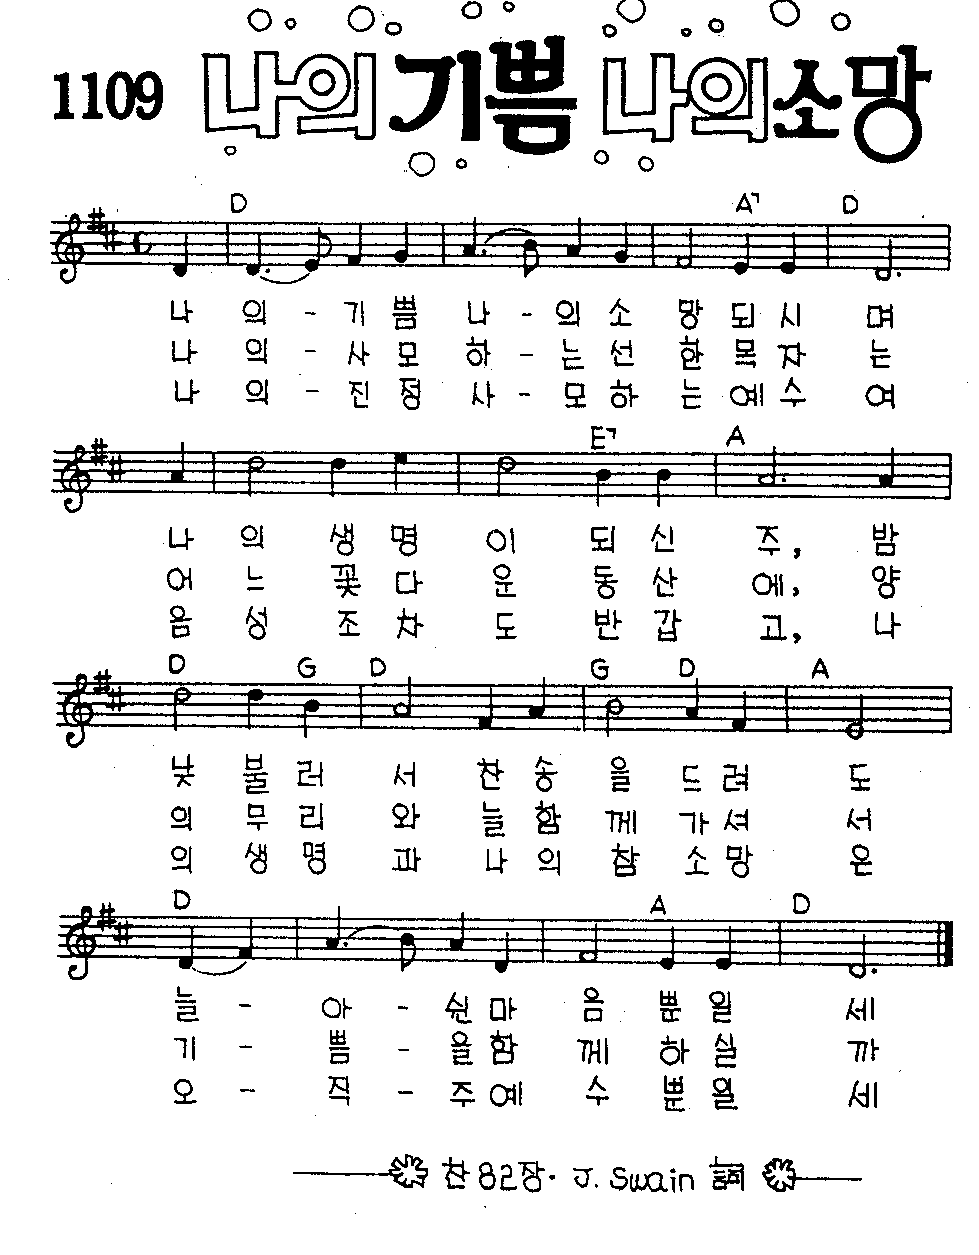 1109 나의 기쁨 나의 소망
D A7 D
나 의 - 기 쁨 나 - 의 소 망 되 시 며
나 의 - 사 모 하 - 는 선 한 목 자 는
나 의 - 진 정 사 - 모 하 는 예 수 여
E7 A
나 의 생 명 이 되 신 주, 밤
어 느 꽃 다 운 동 산 에, 양
음 성 조 차 도 반 갑 고, 나
D G D G D A
낮 불 러 서 찬 송 을 드 려 도
의 무 리 와 늘 함 께 가 셔 서
의 생 명 과 나 의 참 소 망 은
D A D
늘 - 아 - 쉰 마 음 뿐 일 세
기 - 쁨 - 을 함 께 하 실 까
오 - 직 - 주 예 수 뿐 일 세
찬 82장· J. Swain 詞